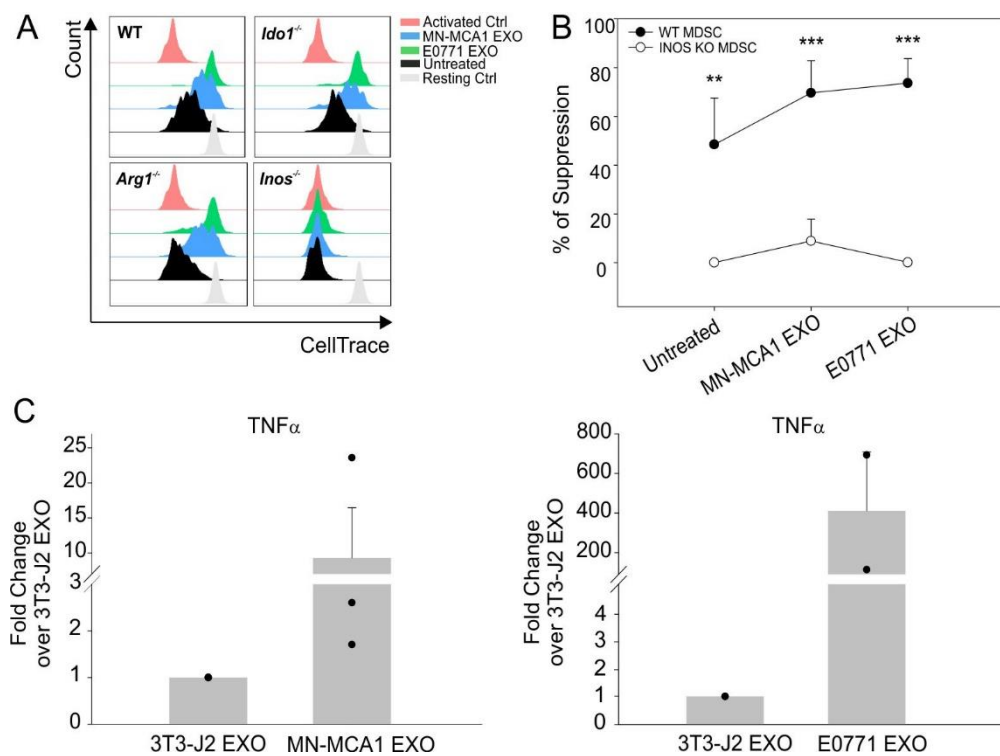 A
Count
WT
Ido1-/-
Arg1-/-
Inos-/-
CellTrace
Activated Ctrl
MN-MCA1 EXO
E0771 EXO
Untreated
Resting Ctrl
B
WT MDSC
INOS KO MDSC
% of Suppression
80
60
40
20
0
**
***
***
Untreated
MN-MCA1 EXO
E0771 EXO
C
TNFα
Fold Change
over 3T3-J2 EXO
25
20
15
10
3
2
1
0
3T3-J2 EXO
MN-MCA1 EXO
TNFα
Fold Change
over 3T3-J2 EXO
800
600
400
200
4
3
2
1
0
3T3-J2 EXO
E0771 EXO